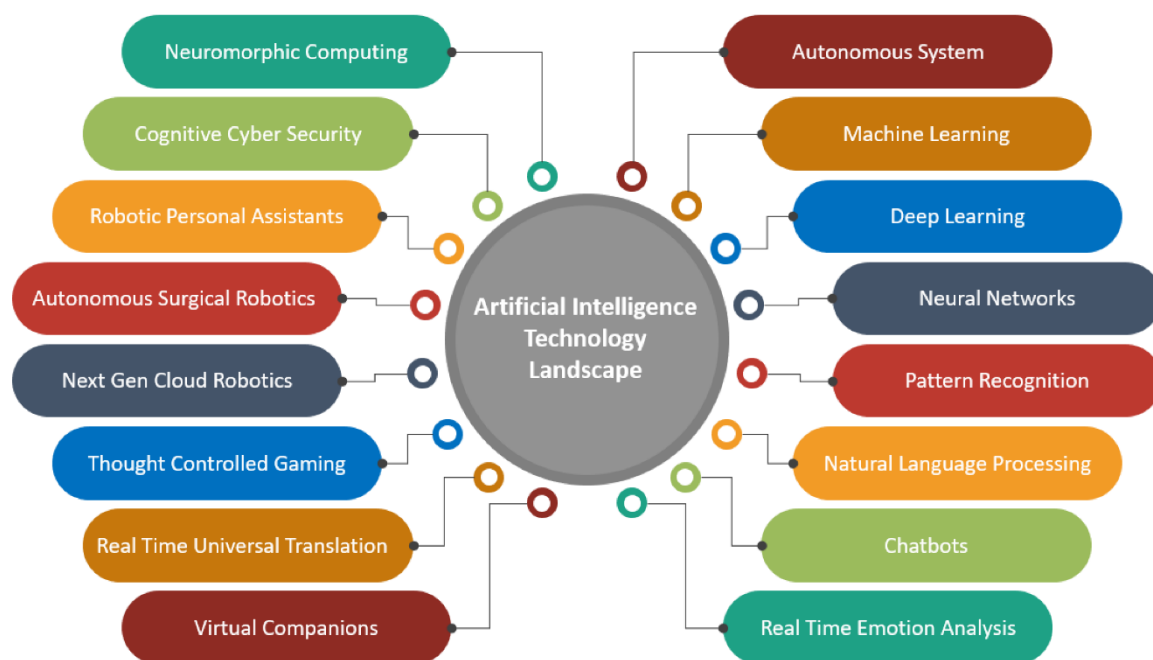 Neuromorphic Computing
Autonomous System
Cognitive Cyber Security
Machine Learning
Robotic Personal Assistants
Deep Learning
Autonomous Surgical Robotics
Neural Networks
Artificial Intelligence
Technology
Landscape
Next Gen Cloud Robotics
Pattern Recognition
Thought Controlled Gaming
Natural Language Processing
Real Time Universal Translation
Chatbots
Virtual Companions
Real Time Emotion Analysis